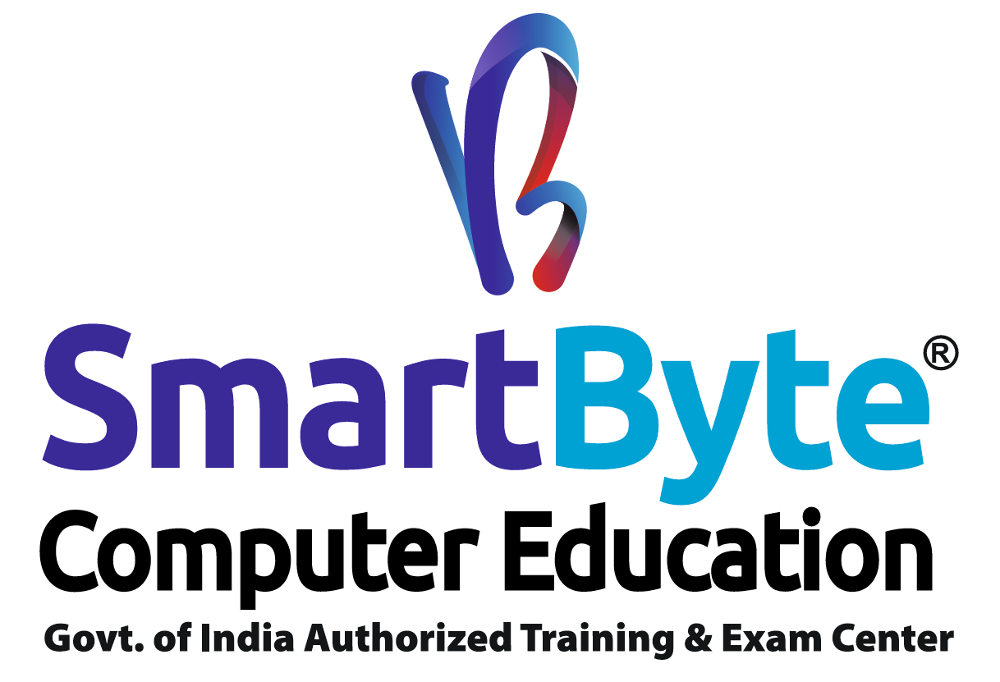 SmartByte®
Computer Education
Govt. of India Authorized Training & Exam Center